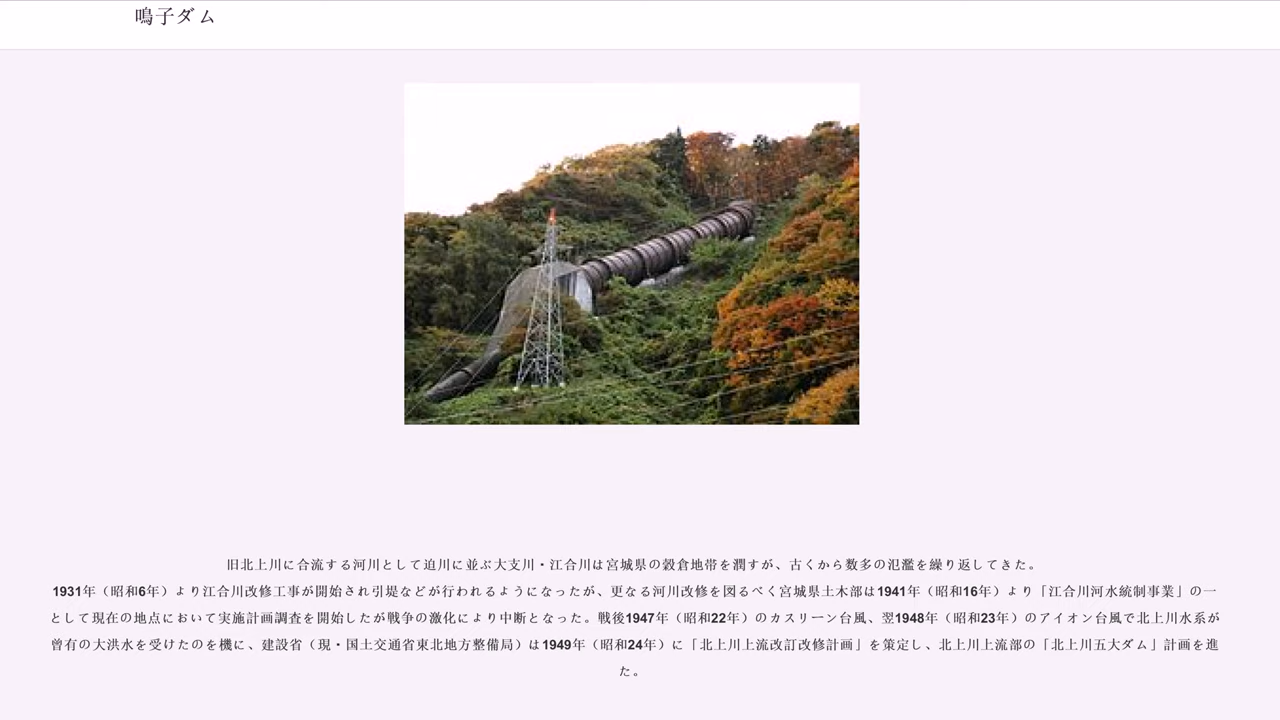 鳴子ダム
旧北上川に合流する河川として迫川に並ぶ大支川・江合川は宮城県の穀倉地帯を潤すが、古くから数多の氾濫を繰り返してきた。
1931年（昭和6年）より江合川改修工事が開始され引堤などが行われるようになったが、更なる河川改修を図るべく宮城県土木部は1941年（昭和16年）より「江合川河水統制事業」の一
として現在の地点において実施計画調査を開始したが戦争の激化により中断となった。戦後1947年（昭和22年）のカスリーン台風、翌1948年（昭和23年）のアイオン台風で北上川水系が
曾有の大洪水を受けたのを機に、建設省（現・国土交通省東北地方整備局）は1949年（昭和24年）に「北上川上流改訂改修計画」を策定し、北上川上流部の「北上川五大ダム」計画を進
た。